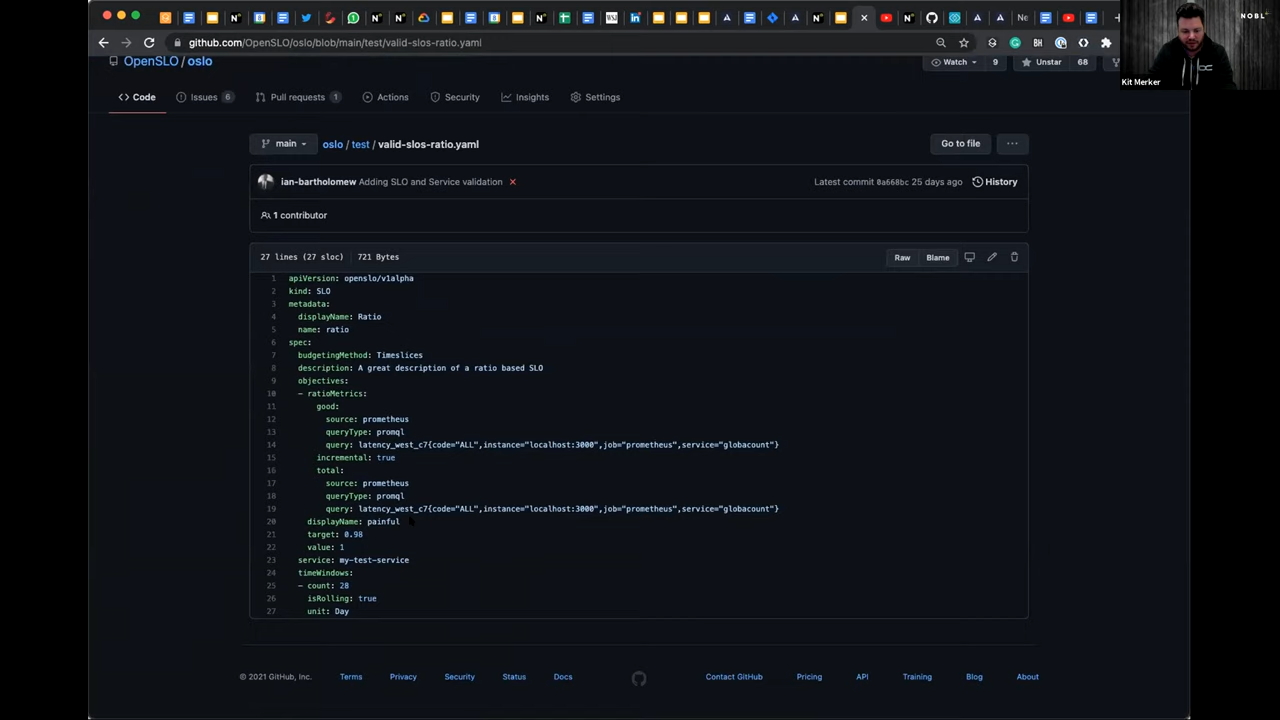 NOBL9
Kit Merker
github.com/OpenSLO/oslo/blob/main/test/valid-slos-ratio.yaml
OpenSLO / oslo
Watch 9
Unstar 68
Code
Issues 6
Pull requests 1
Actions
Security
Insights
Settings
main
oslo / test / valid-slos-ratio.yaml
Go to file
ian-bartholomew Adding SLO and Service validation
Latest commit 0a668bc 25 days ago
History
1 contributor
27 lines (27 sloc) 721 Bytes
Raw
Blame
1 apiVersion: openslo/v1alpha
2 kind: SLO
3 metadata:
4 displayName: Ratio
5 name: ratio
6 spec:
7 budgetingMethod: Timeslices
8 description: A great description of a ratio based SLO
9 objectives:
10 - ratioMetrics:
11 good:
12 source: prometheus
13 queryType: promql
14 query: latency_west_c7{code="ALL",instance="localhost:3000",job="prometheus",service="globacount"}
15 incremental: true
16 total:
17 source: prometheus
18 queryType: promql
19 query: latency_west_c7{code="ALL",instance="localhost:3000",job="prometheus",service="globacount"}
20 displayName: painful
21 target: 0.98
22 value: 1
23 service: my-test-service
24 timeWindows:
25 - count: 28
26 isRolling: true
27 unit: Day
© 2021 GitHub, Inc.
Terms
Privacy
Security
Status
Docs
Contact GitHub
Pricing
API
Training
Blog
About